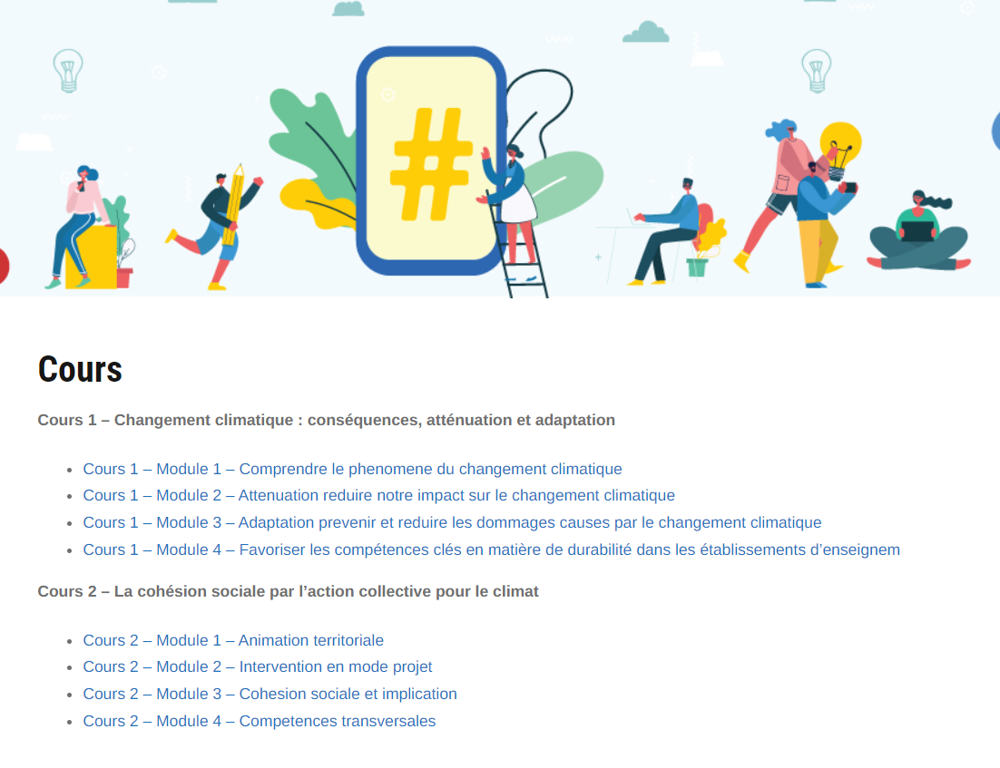 #
Cours
Cours 1 – Changement climatique : conséquences, atténuation et adaptation
Cours 1 – Module 1 – Comprendre le phenomene du changement climatique
Cours 1 – Module 2 – Attenuation reduire notre impact sur le changement climatique
Cours 1 – Module 3 – Adaptation prevenir et reduire les dommages causes par le changement climatique
Cours 1 – Module 4 – Favoriser les compétences clés en matière de durabilité dans les établissements d’enseignem
Cours 2 – La cohésion sociale par l’action collective pour le climat
Cours 2 – Module 1 – Animation territoriale
Cours 2 – Module 2 – Intervention en mode projet
Cours 2 – Module 3 – Cohesion sociale et implication
Cours 2 – Module 4 – Competences transversales